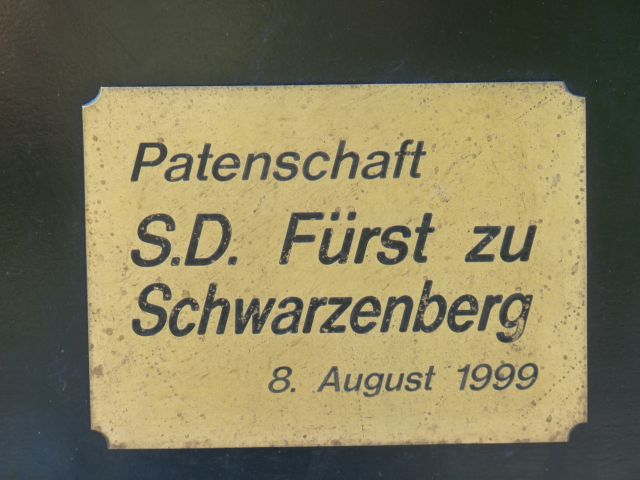 Patenschaft
S.D. Fürst zu
Schwarzenberg
8. August 1999